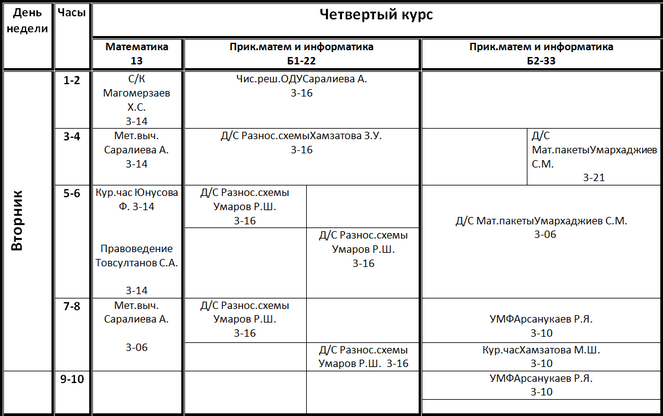 День
недели
Часы
Четвертый курс
Математика
13
Прик.матем и информатика
Б1-22
Прик.матем и информатика
Б2-33
Вторник
1-2
С/К
Магомерзаев
Х.С.
3-14
Чис.реш.ОДУСаралиева А.
3-16
3-4
Мет.выч.
Саралиева А.
3-14
Д/С Разнос.схемыХамзатова З.У.
3-16
Д/С
Мат.пакетыУмархаджиев
С.М.
3-21
5-6
Кур.час Юнусова
Ф. 3-14
Правоведение
Товсултанов С.А.
3-14
Д/С Разнос.схемы
Умаров Р.Ш.
3-16
Д/С Разнос.схемы
Умаров Р.Ш.
3-16
Д/С Мат.пакетыУмархаджиев С.М.
3-06
7-8
Мет.выч.
Саралиева А.
3-06
Д/С Разнос.схемы
Умаров Р.Ш.
3-16
Д/С Разнос.схемы
Умаров Р.Ш. 3-16
УМФАрсанукаев Р.Я.
3-10
Кур.часХамзатова М.Ш.
3-10
9-10
УМФАрсанукаев Р.Я.
3-10